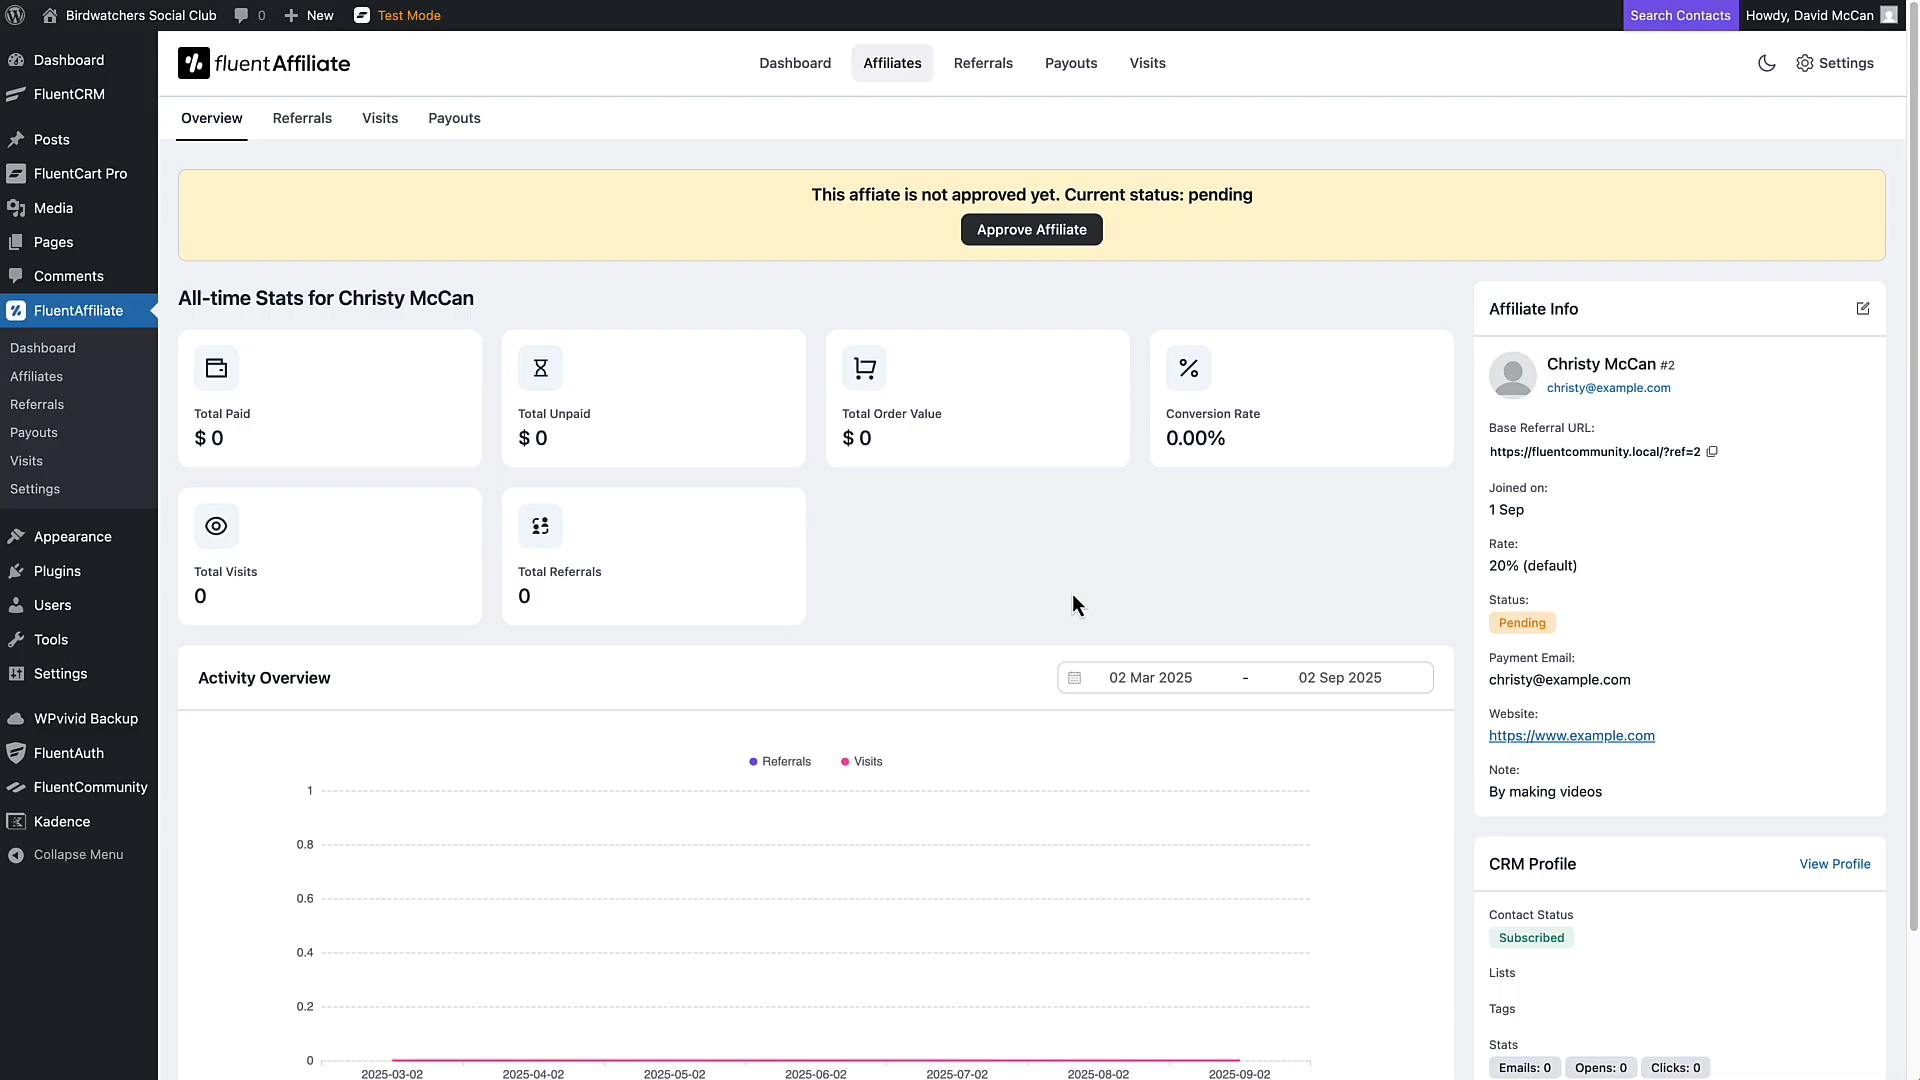 Birdwatchers Social Club
0
New
Test Mode
Search Contacts
Howdy, David McCan
Dashboard
FluentCRM
Posts
FluentCart Pro
Media
Pages
Comments
FluentAffiliate
Dashboard
Affiliates
Referrals
Payouts
Visits
Settings
Appearance
Plugins
Users
Tools
Settings
WPvivid Backup
FluentAuth
FluentCommunity
Kadence
Collapse Menu
fluentAffiliate
Dashboard
Affiliates
Referrals
Payouts
Visits
Settings
Overview
Referrals
Visits
Payouts
This affiate is not approved yet. Current status: pending
Approve Affiliate
All-time Stats for Christy McCan
Total Paid
$ 0
Total Unpaid
$ 0
Total Order Value
$ 0
Conversion Rate
0.00%
Total Visits
0
Total Referrals
0
Activity Overview
02 Mar 2025 - 02 Sep 2025
Referrals
Visits
1
0.8
0.6
0.4
0.2
0
2025-03-02
2025-04-02
2025-05-02
2025-06-02
2025-07-02
2025-08-02
2025-09-02
Affiliate Info
Christy McCan #2
christy@example.com
Base Referral URL:
https://fluentcommunity.local/?ref=2
Joined on:
1 Sep
Rate:
20% (default)
Status:
Pending
Payment Email:
christy@example.com
Website:
https://www.example.com
Note:
By making videos
CRM Profile
View Profile
Contact Status
Subscribed
Lists
Tags
Stats
Emails: 0
Opens: 0
Clicks: 0